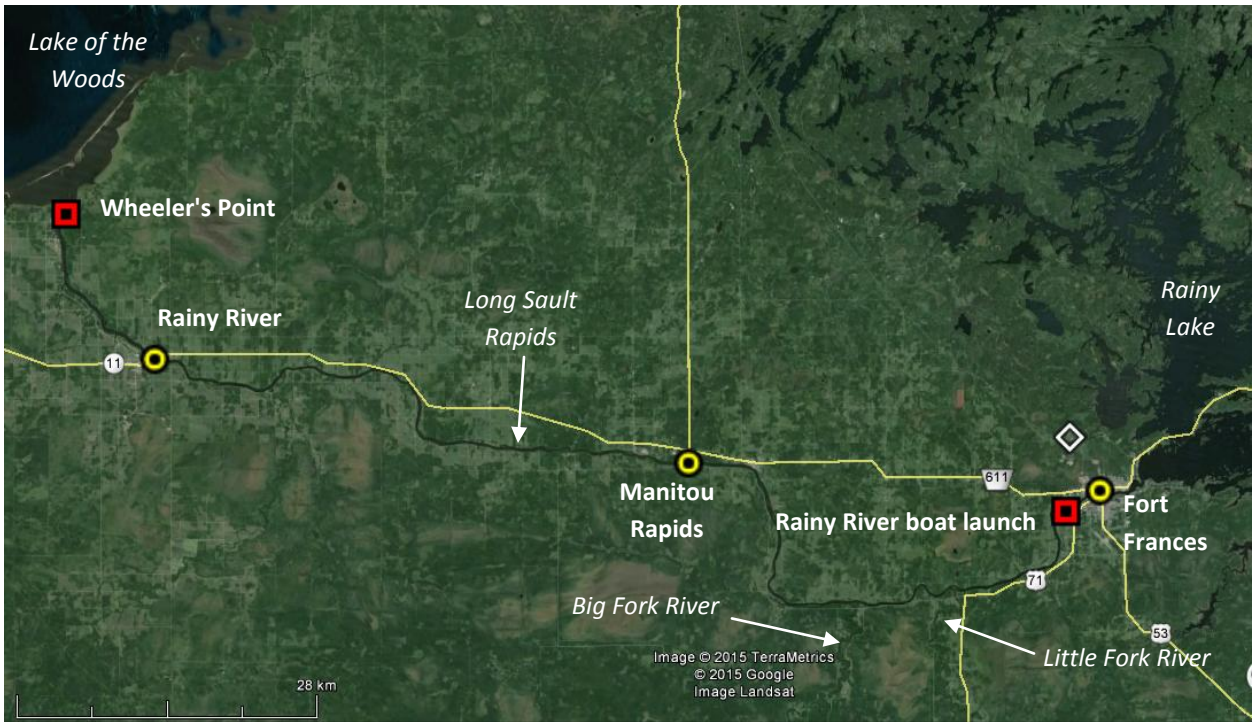 Lake of the
Woods
Wheeler's Point
Rainy River
11
Long Sault
Rapids
Rainy
Lake
Manitou
Rapids
611
Rainy River boat launch
Fort
Frances
71
Big Fork River
53
Little Fork River
Image © 2015 TerraMetrics
© 2015 Google
Image Landsat
28 km